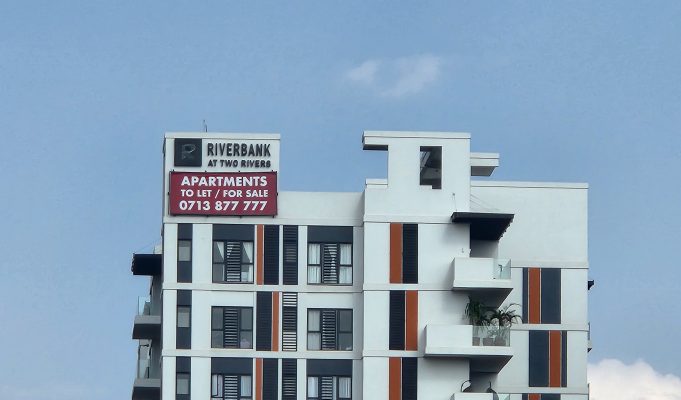 RIVERBANK
AT TWO RIVERS
APARTMENTS
TO LET / FOR SALE
0713 877 777